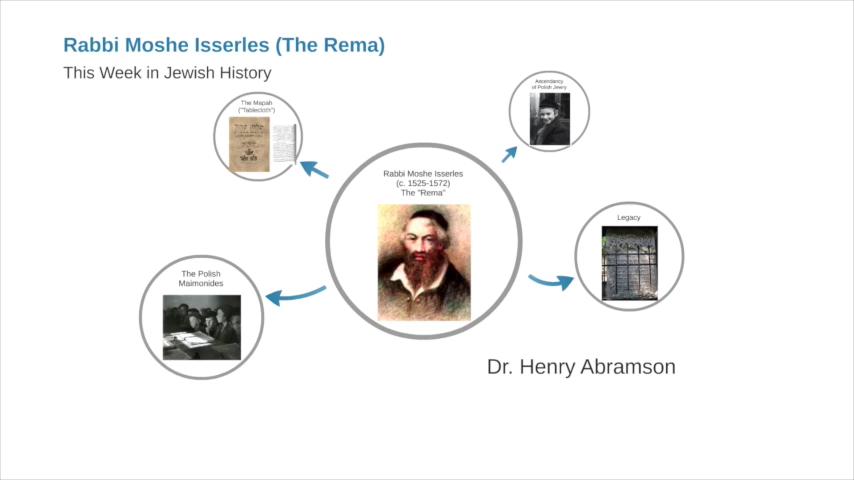 Rabbi Moshe Isserles (The Rema)
This Week in Jewish History
The Mapah
("Tablecloth")
Ascendancy
of Polish Jewry
Rabbi Moshe Isserles
(c. 1525-1572)
The "Rema"
Legacy
The Polish
Maimonides
Dr. Henry Abramson